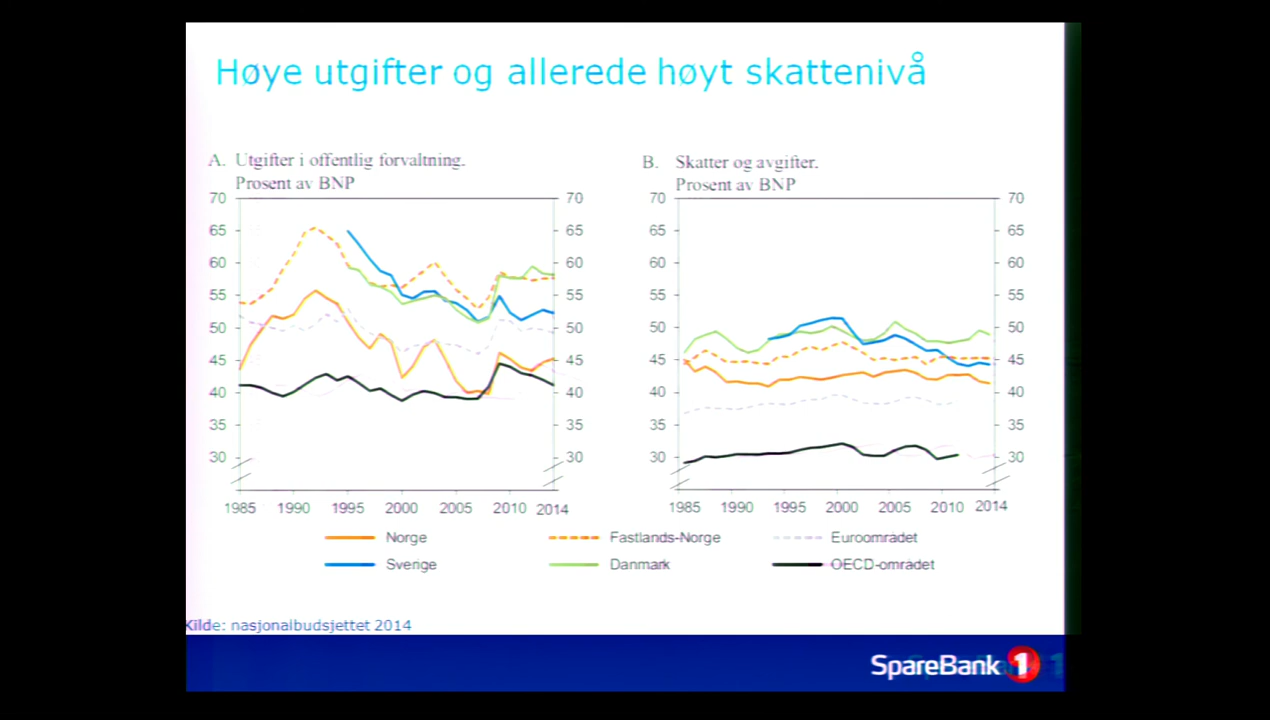 Høye utgifter og allerede høyt skattenivå
A. Utgifter i offentlig forvaltning.
Prosent av BNP
70 70
65 65
60 60
55 55
50 50
45 45
40 40
35 35
30 30
1985 1990 1995 2000 2005 2010 2014
B. Skatter og avgifter.
Prosent av BNP
70 70
65 65
60 60
55 55
50 50
45 45
40 40
35 35
30 30
1985 1990 1995 2000 2005 2010 2014
Norge Fastlands-Norge Euroområdet
Sverige Danmark OECD-området
Kilde: nasjonalbudsjettet 2014
SpareBank 1